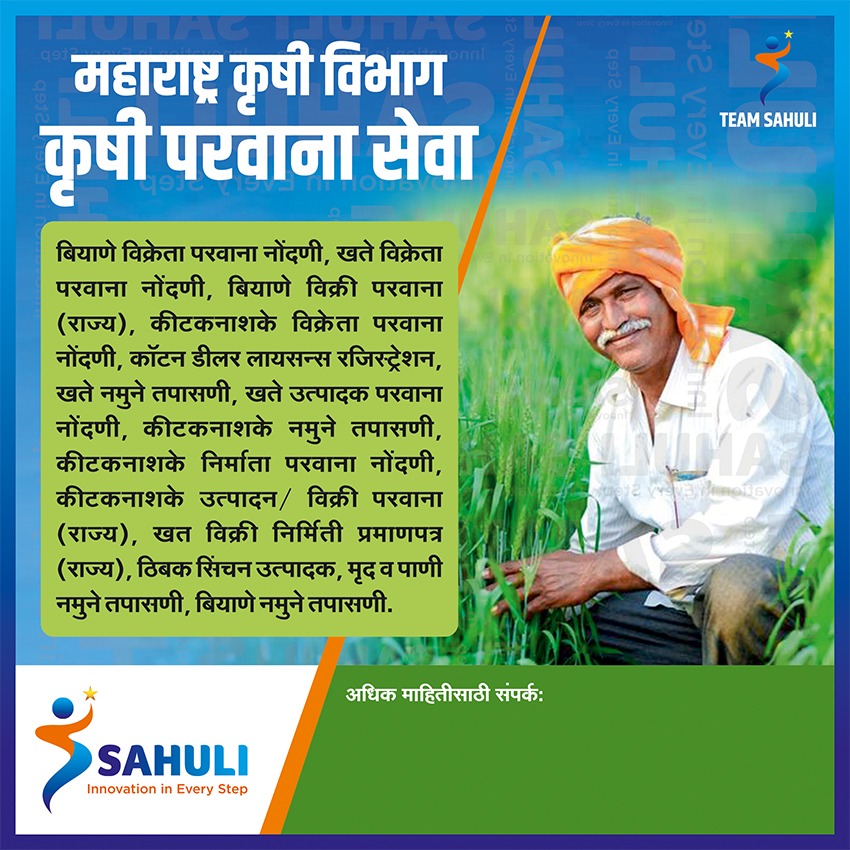 महाराष्ट्र कृषी विभाग
कृषी परवाना सेवा
TEAM SAHULI
बियाणे विक्रेता परवाना नोंदणी, खते विक्रेता
परवाना नोंदणी, बियाणे विक्री परवाना
(राज्य), कीटकनाशके विक्रेता परवाना
नोंदणी, कॉटन डीलर लायसन्स रजिस्ट्रेशन,
खते नमुने तपासणी, खते उत्पादक परवाना
नोंदणी, कीटकनाशके नमुने तपासणी,
कीटकनाशके निर्माता परवाना नोंदणी,
कीटकनाशके उत्पादन/ विक्री परवाना
(राज्य), खत विक्री निर्मिती प्रमाणपत्र
(राज्य), ठिबक सिंचन उत्पादक, मृद व पाणी
नमुने तपासणी, बियाणे नमुने तपासणी.
अधिक माहितीसाठी संपर्क:
SAHULI
Innovation in Every Step